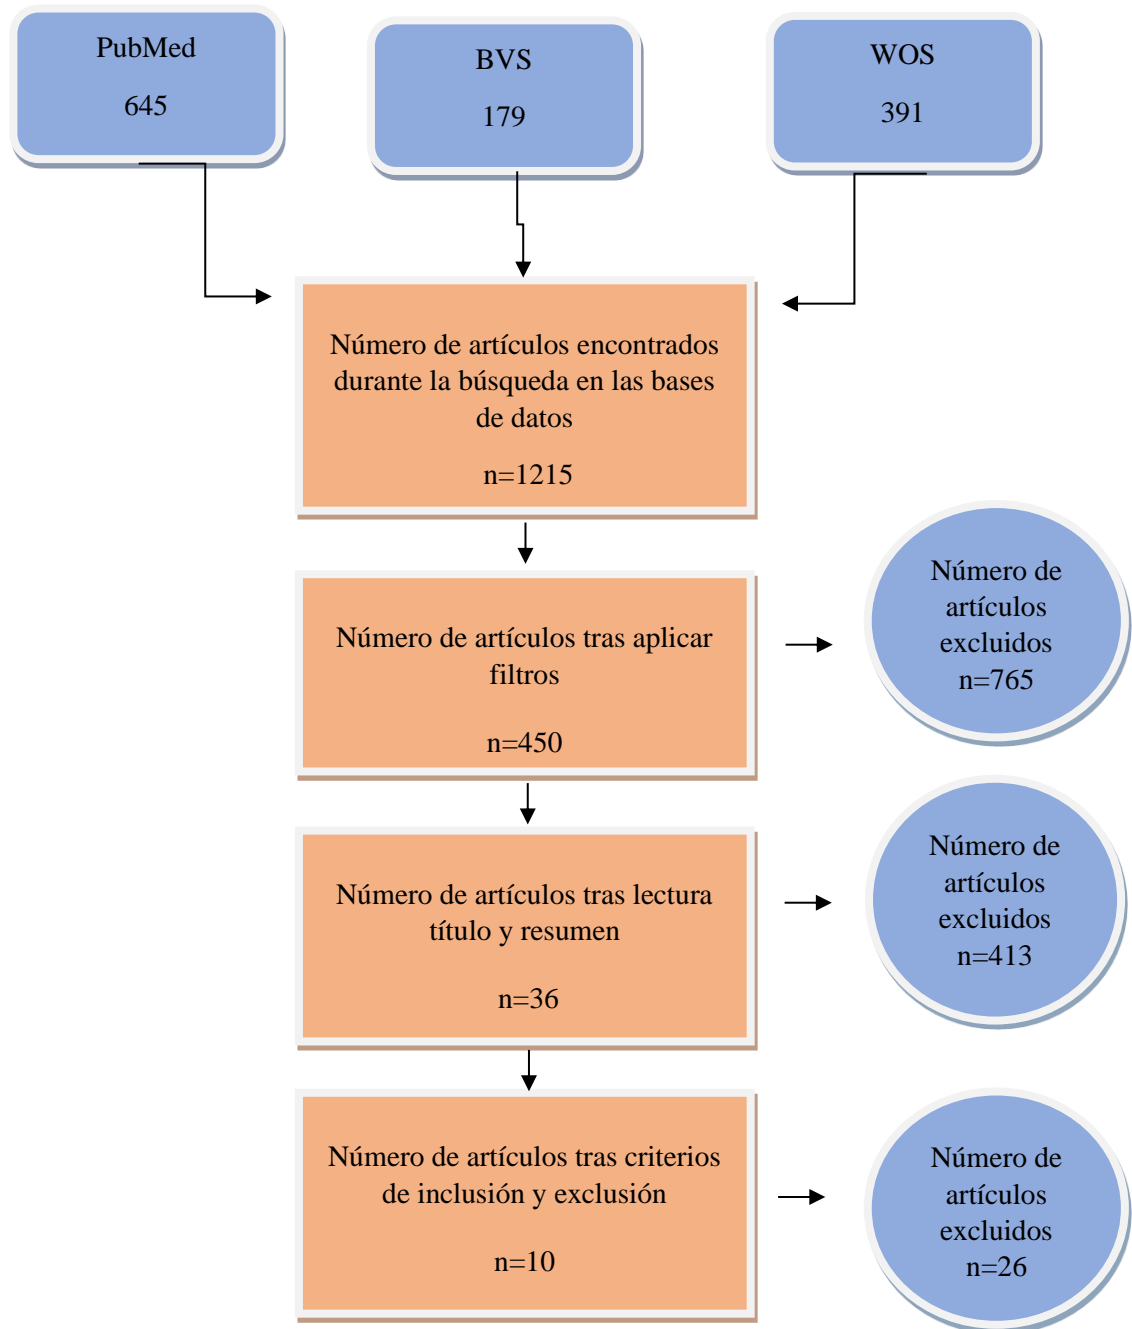 PubMed
645
BVS
179
WOS
391
Número de artículos encontrados
durante la búsqueda en las bases
de datos
n=1215
Número de artículos tras aplicar
filtros
n=450
Número de
artículos
excluidos
n=765
Número de artículos tras lectura
título y resumen
n=36
Número de
artículos
excluidos
n=413
Número de artículos tras criterios
de inclusión y exclusión
n=10
Número de
artículos
excluidos
n=26